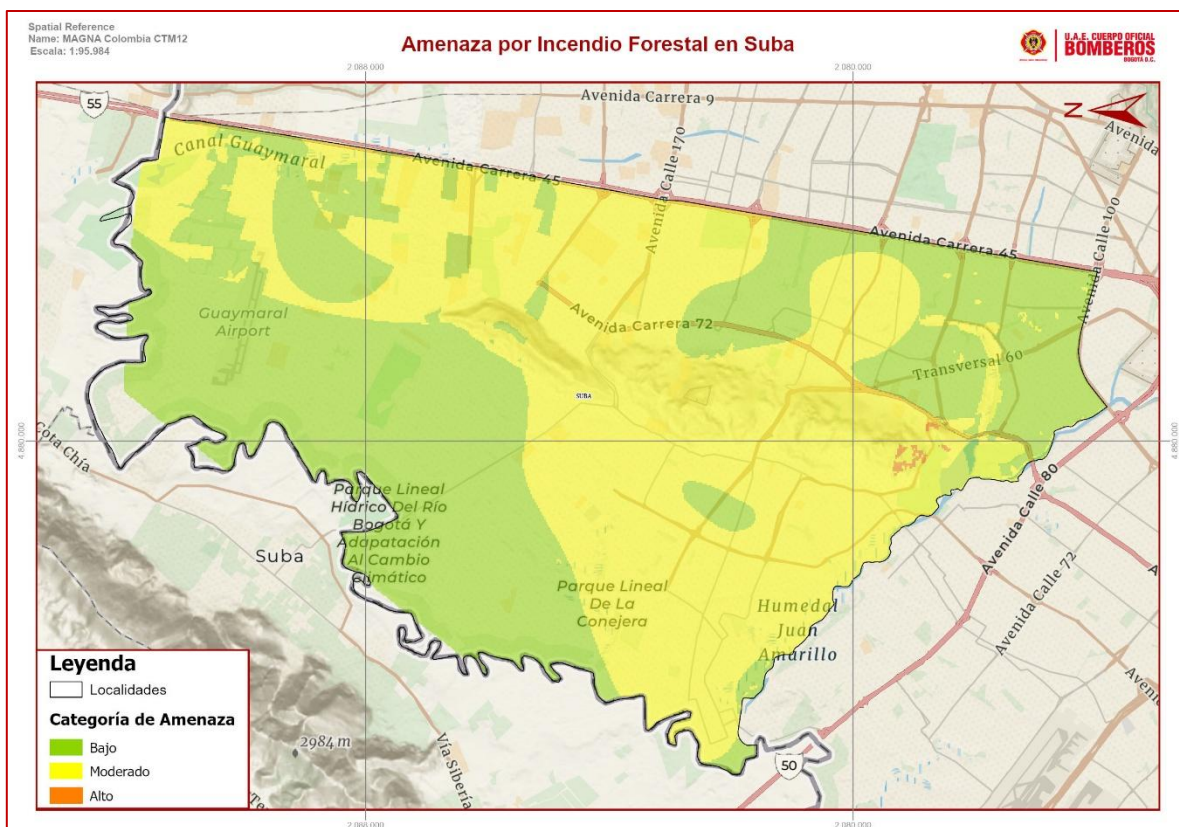 Spatial Reference
Name: MAGNA Colombia CTM12
Escala: 1:95.984
Amenaza por Incendio Forestal en Suba
U.A.E. CUERPO OFICIAL
BOMBEROS
BOGOTÁ D.C.
2.088.000
2.080.000
55
Avenida Carrera 9
N
Avenida
Canal Guaymaral
Avenida Carrera 45
Avenida Calle 170
Avenida Calle 100
Avenida Carrera 45
Guaymaral
Airport
Avenida Carrera 72
Transversal 60
SUBA
4.880.000
4.880.000
Cota Chía
Parque Lineal
Hídrico Del Río
Bogotá Y
Adapatación
Al Cambio
Climático
Suba
Avenida Calle 80
Avenida Calle 72
Parque Lineal
De La
Conejera
Humedal
Juan
Amarillo
Leyenda
Localidades
Categoría de Amenaza
Bajo
Moderado
Alto
2984 m
Vía Siberia
50
2.088.000
2.080.000